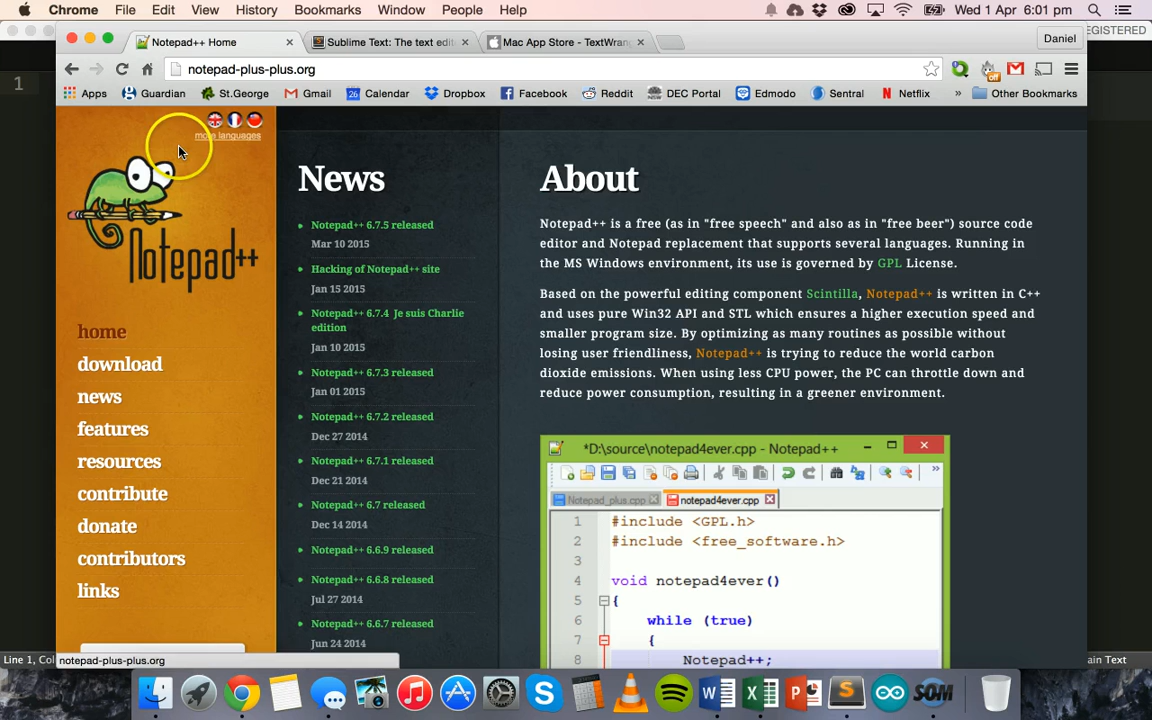 Chrome File Edit View History Bookmarks Window People Help Wed 1 Apr 6:01 pm
Notepad++ Home
Sublime Text: The text edit
Mac App Store - TextWran
Daniel
EGISTERED
notepad-plus-plus.org
Apps Guardian St.George Gmail Calendar Dropbox Facebook Reddit DEC Portal Edmodo Sentral Netflix » Other Bookmarks
1
more languages
Notepad++
home
download
news
features
resources
contribute
donate
contributors
links
News
Notepad++ 6.7.5 released
Mar 10 2015
Hacking of Notepad++ site
Jan 15 2015
Notepad++ 6.7.4 Je suis Charlie
edition
Jan 10 2015
Notepad++ 6.7.3 released
Jan 01 2015
Notepad++ 6.7.2 released
Dec 27 2014
Notepad++ 6.7.1 released
Dec 21 2014
Notepad++ 6.7 released
Dec 14 2014
Notepad++ 6.6.9 released
Notepad++ 6.6.8 released
Jul 27 2014
Notepad++ 6.6.7 released
Jun 24 2014
About
Notepad++ is a free (as in "free speech" and also as in "free beer") source code
editor and Notepad replacement that supports several languages. Running in
the MS Windows environment, its use is governed by GPL License.
Based on the powerful editing component Scintilla, Notepad++ is written in C++
and uses pure Win32 API and STL which ensures a higher execution speed and
smaller program size. By optimizing as many routines as possible without
losing user friendliness, Notepad++ is trying to reduce the world carbon
dioxide emissions. When using less CPU power, the PC can throttle down and
reduce power consumption, resulting in a greener environment.
*D:\source\notepad4ever.cpp - Notepad++
Notepad_plus.cpp notepad4ever.cpp
1 #include <GPL.h>
2 #include <free_software.h>
3
4 void notepad4ever()
5 {
6 while (true)
7 {
8 Notepad++;
Line 1, Col
notepad-plus-plus.org
ain Text
SOM